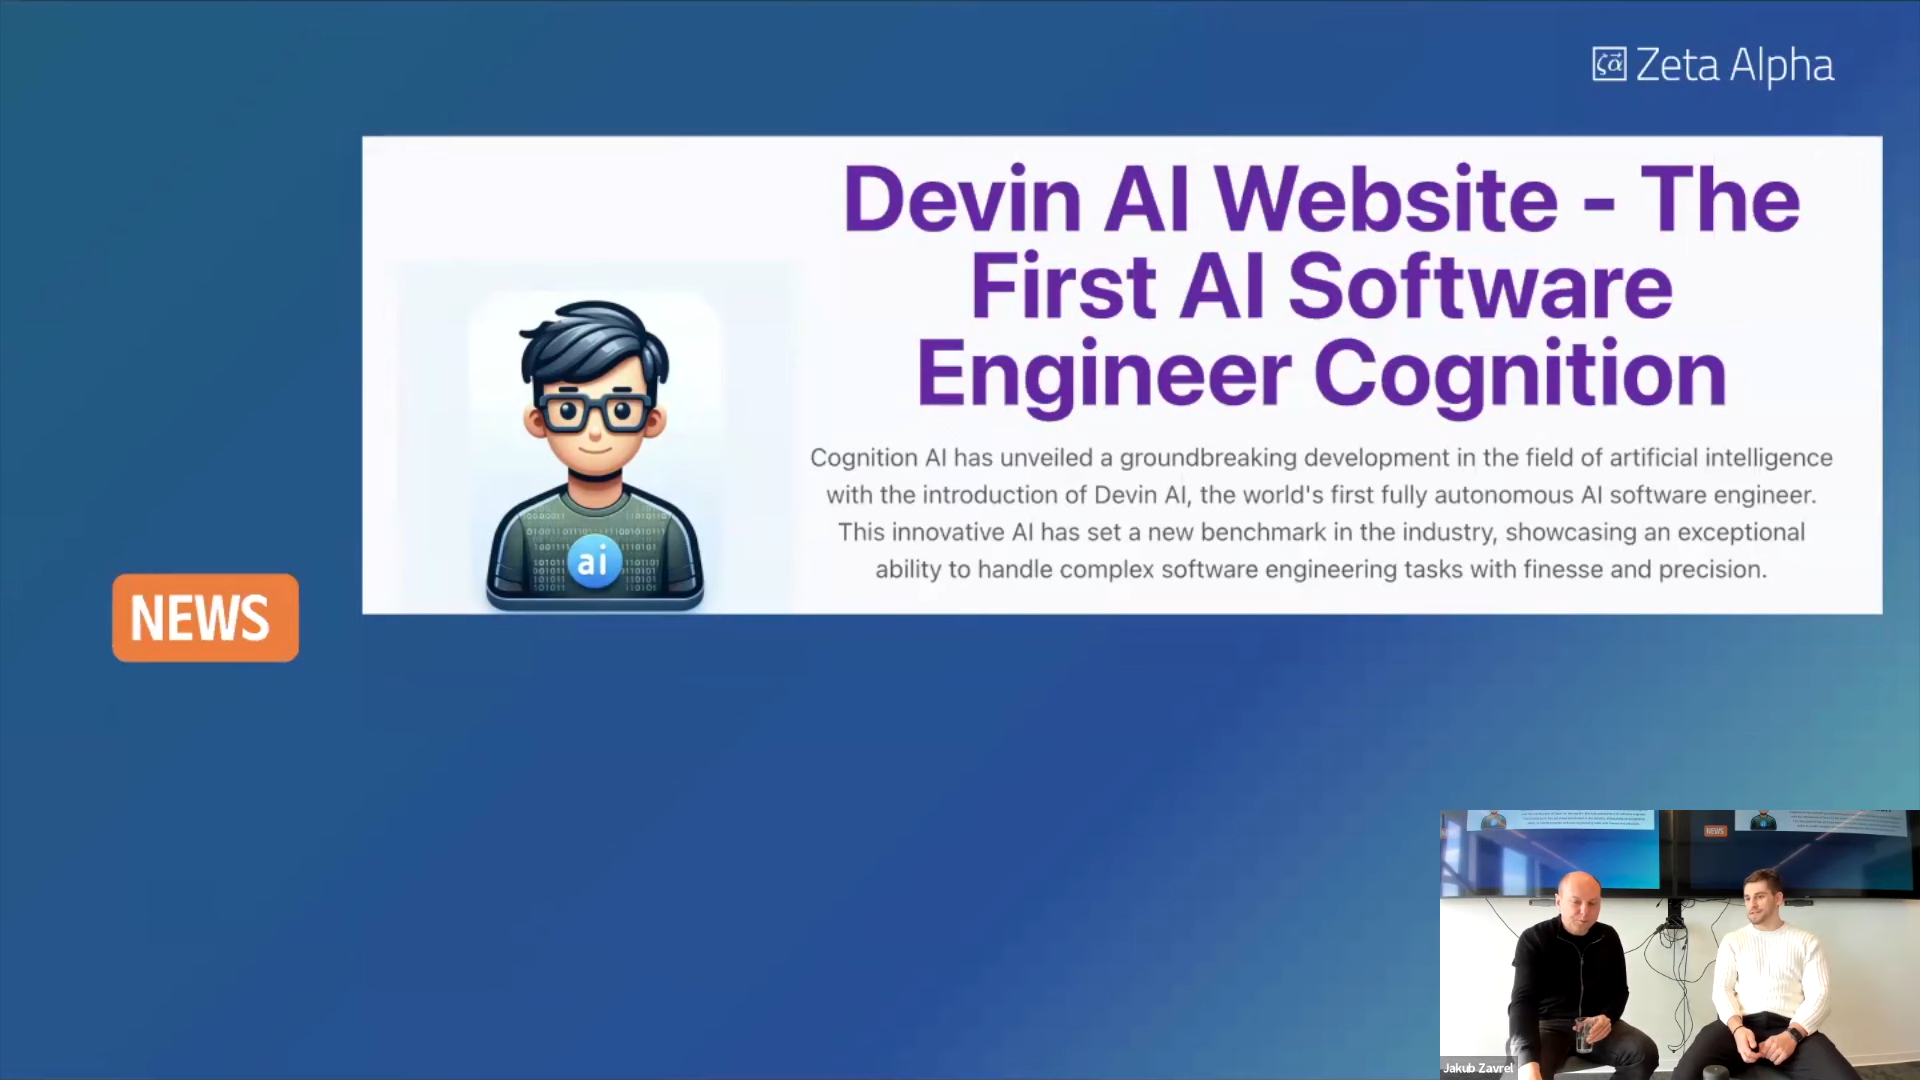 Zeta Alpha
Devin AI Website - The
First AI Software
Engineer Cognition
Cognition AI has unveiled a groundbreaking development in the field of artificial intelligence
with the introduction of Devin AI, the world's first fully autonomous AI software engineer.
This innovative AI has set a new benchmark in the industry, showcasing an exceptional
ability to handle complex software engineering tasks with finesse and precision.
ai
NEWS
NEWS
Jakub Zavrel